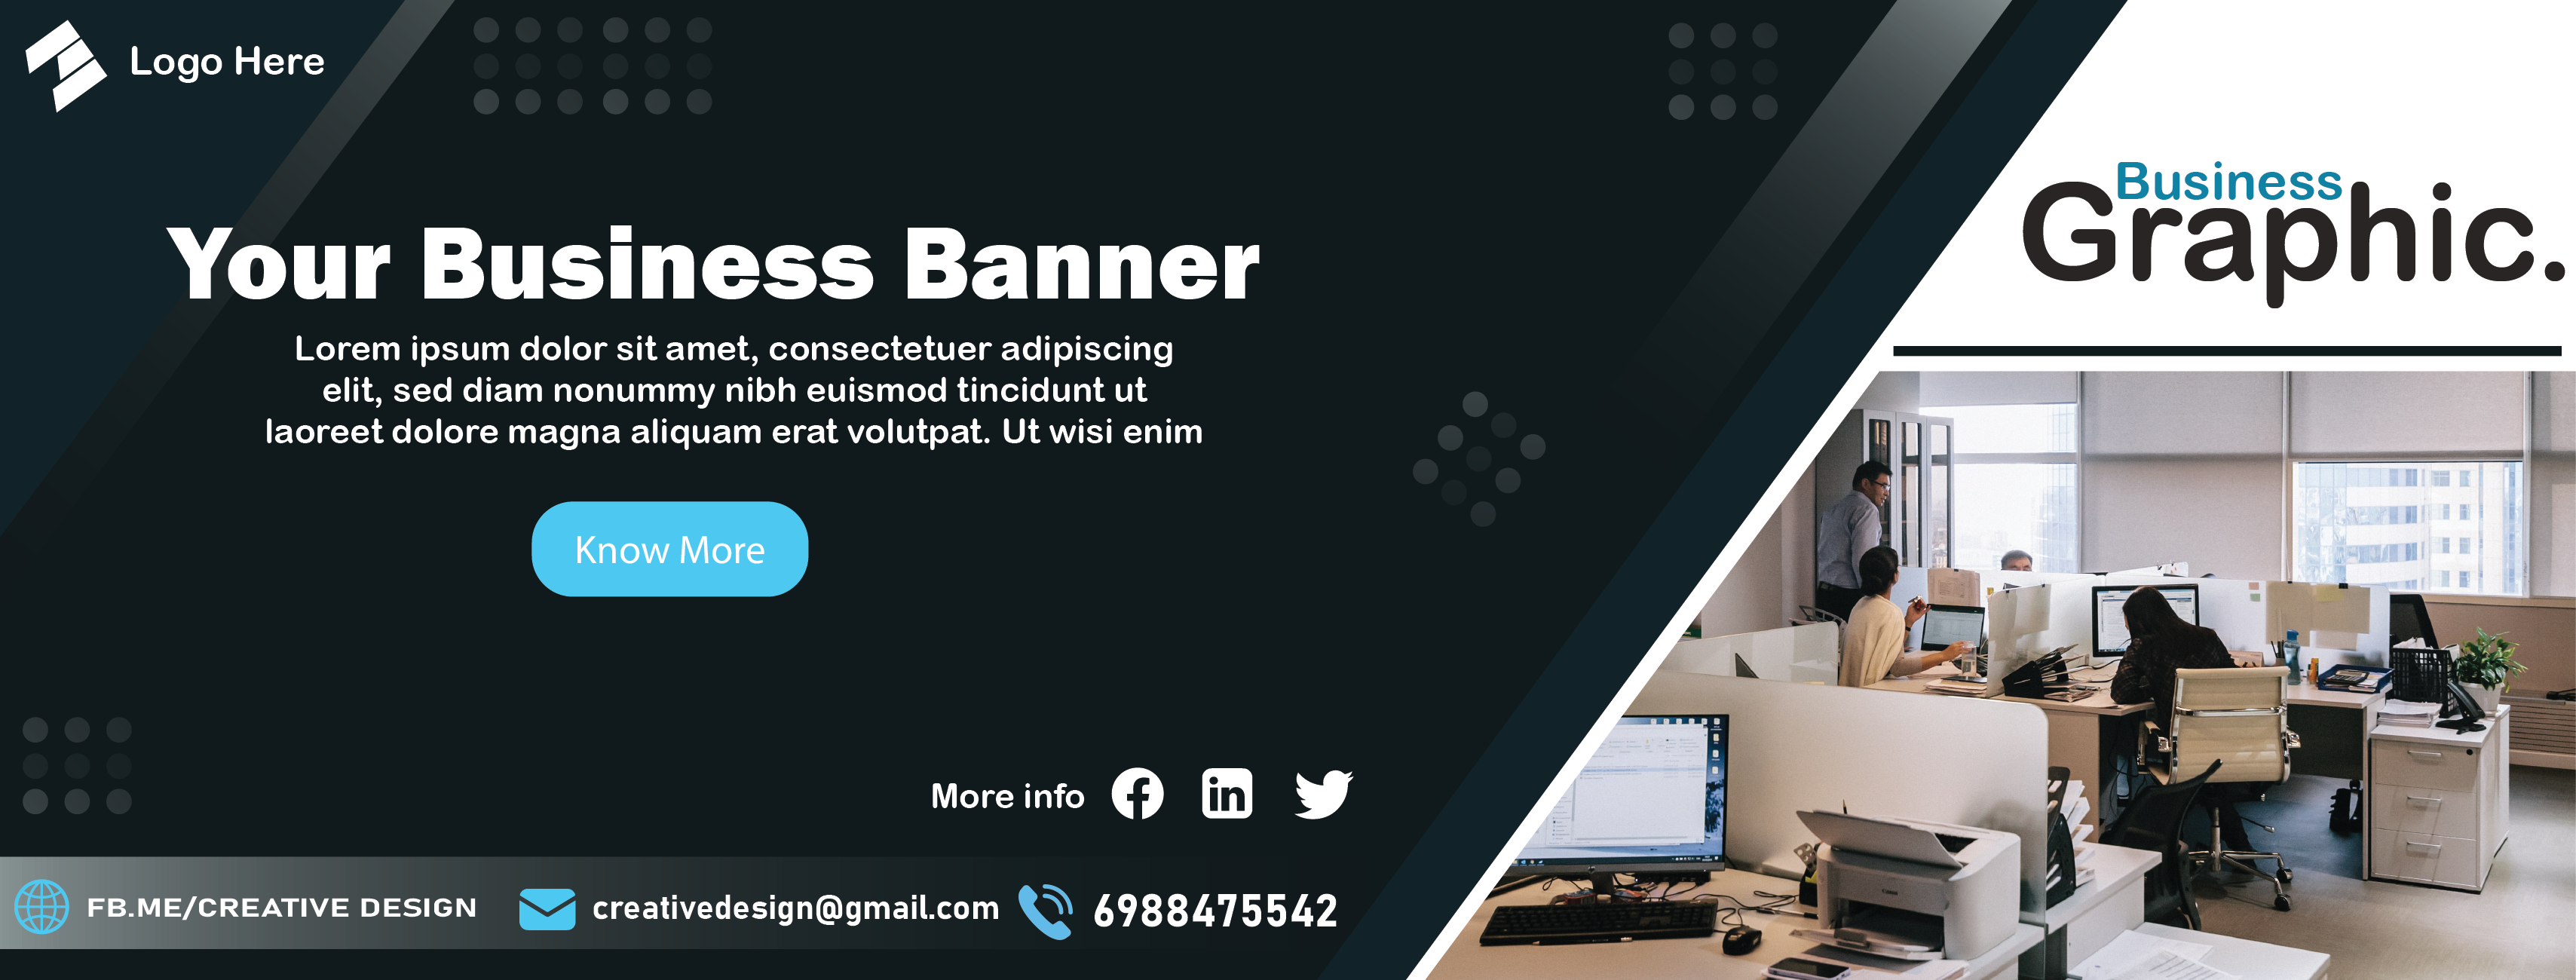 Logo Here
Your Business Banner
Lorem ipsum dolor sit amet, consectetuer adipiscing
elit, sed diam nonummy nibh euismod tincidunt ut
laoreet dolore magna aliquam erat volutpat. Ut wisi enim
Know More
More info
FB.ME/CREATIVE DESIGN
creativedesign@gmail.com
6988475542
Business
Graphic.
Canon